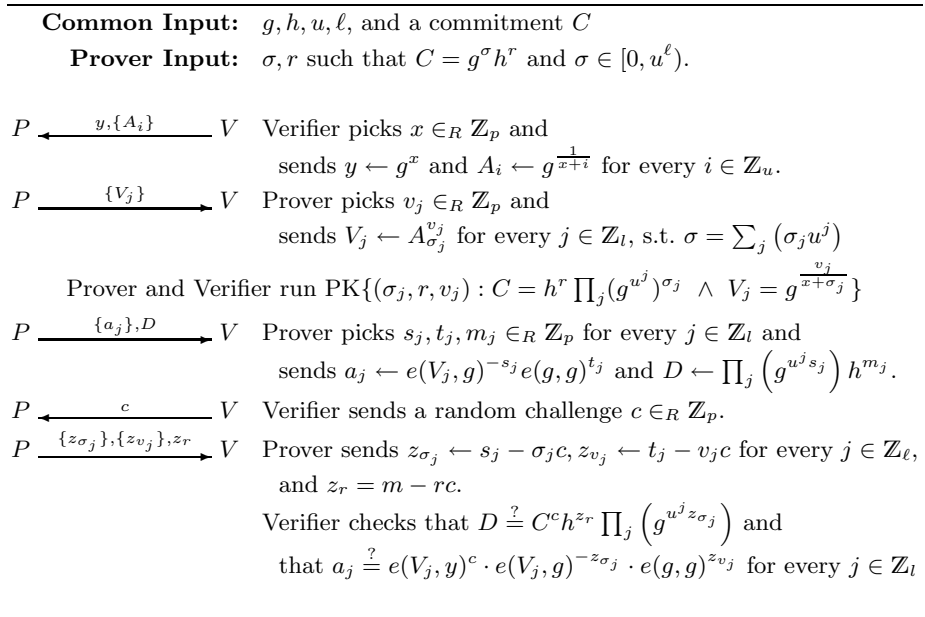 Common Input: g, h, u, ℓ, and a commitment C
Prover Input: σ, r such that C = g^σ h^r and σ ∈ [0, u^ℓ).
P ←(y,{A_i})— V Verifier picks x ∈_R ℤ_p and
sends y ← g^x and A_i ← g^{\frac{1}{x+i}} for every i ∈ ℤ_u.
P —({V_j})→ V Prover picks v_j ∈_R ℤ_p and
sends V_j ← A_{σ_j}^{v_j} for every j ∈ ℤ_l, s.t. σ = ∑_j (σ_j u^j)
Prover and Verifier run PK{(σ_j, r, v_j) : C = h^r ∏_j (g^{u^j})^{σ_j} ∧ V_j = g^{\frac{v_j}{x+σ_j}}}
P —({a_j},D)→ V Prover picks s_j, t_j, m_j ∈_R ℤ_p for every j ∈ ℤ_l and
sends a_j ← e(V_j, g)^{−s_j} e(g, g)^{t_j} and D ← ∏_j (g^{u^j s_j}) h^{m_j}.
P ←(c)— V Verifier sends a random challenge c ∈_R ℤ_p.
P —({z_{σ_j}},{z_{v_j}},z_r)→ V Prover sends z_{σ_j} ← s_j − σ_j c, z_{v_j} ← t_j − v_j c for every j ∈ ℤ_ℓ,
and z_r = m − rc.
Verifier checks that D ≟ C^c h^{z_r} ∏_j (g^{u^j z_{σ_j}}) and
that a_j ≟ e(V_j, y)^c · e(V_j, g)^{−z_{σ_j}} · e(g, g)^{z_{v_j}} for every j ∈ ℤ_l